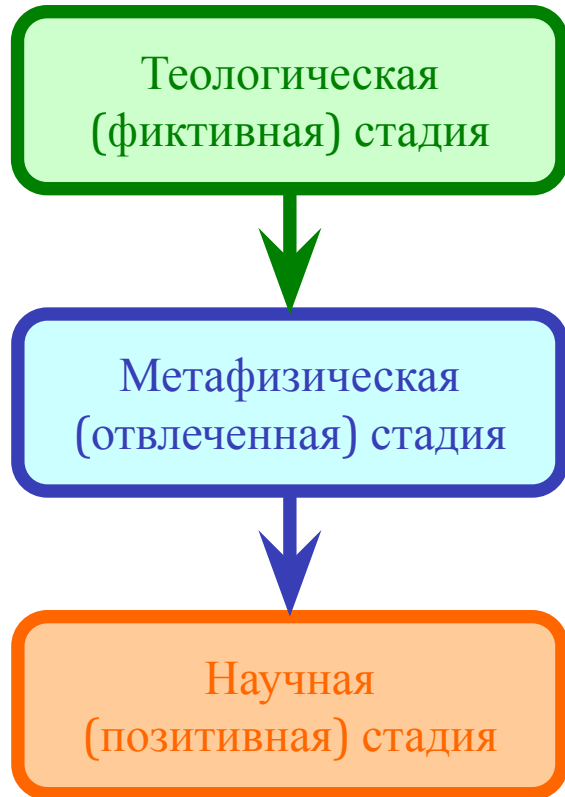 Теологическая
(фиктивная) стадия
Метафизическая
(отвлеченная) стадия
Научная
(позитивная) стадия